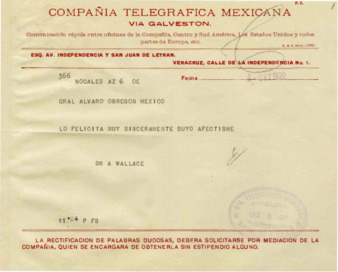 COMPAÑIA TELEGRAFICA MEXICANA
VIA GALVESTON.
Comunicación rápida entre oficinas de la Compañía, Centro y Sud América, Los Estados Unidos y todas
partes de Europa, etc.
ESQ. AV. INDEPENDENCIA Y SAN JUAN DE LETRAN.
VERACRUZ, CALLE DE LA INDEPENDENCIA No. 1.
366 NOGALES AZ 6 OE
Fecha
GRAL ALVARO OBREGON MEXICO
LO FELICITA MUY SINCERAMENTE SUYO AFECTISME
DR A WALLACE
LA RECTIFICACION DE PALABRAS DUDOSAS, DEBERA SOLICITARSE POR MEDIACION DE LA
COMPAÑIA, QUIEN SE ENCARGARA DE OBTENERLA SIN ESTIPENDIO ALGUNO.